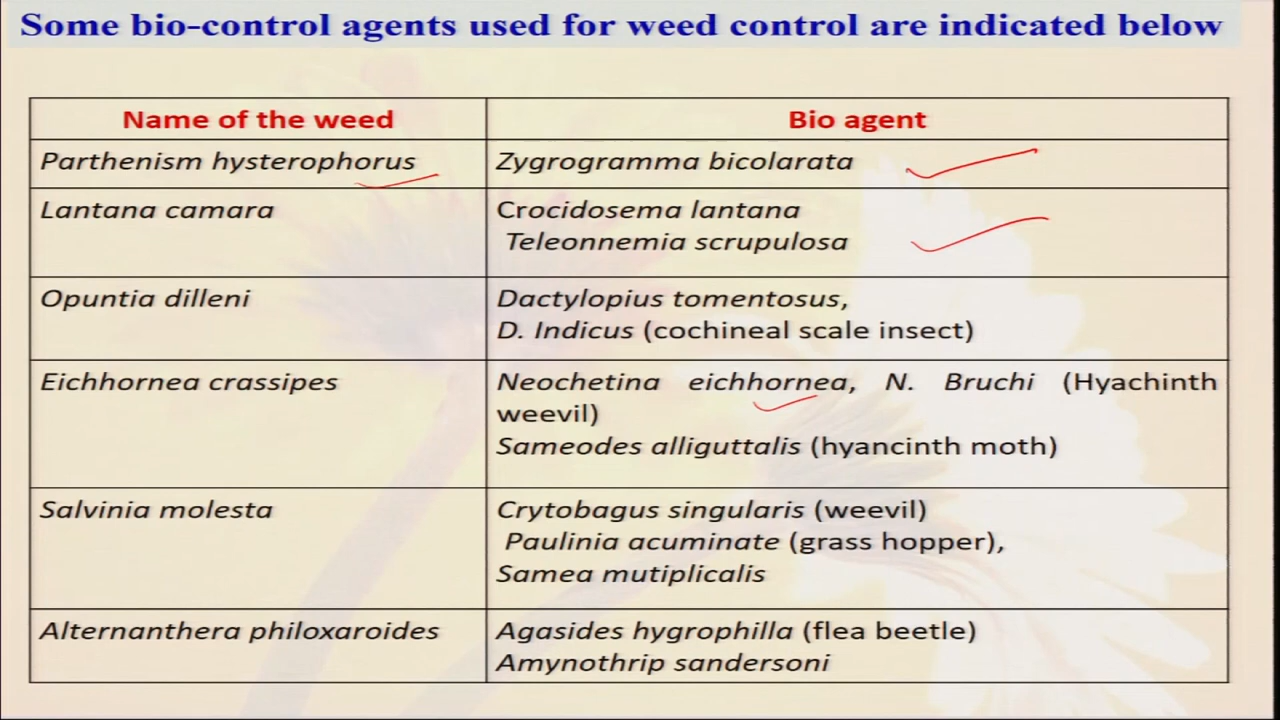 Some bio-control agents used for weed control are indicated below
Name of the weed
Bio agent
Parthenism hysterophorus
Zygrogramma bicolarata
Lantana camara
Crocidosema lantana
Teleonnemia scrupulosa
Opuntia dilleni
Dactylopius tomentosus,
D. Indicus (cochineal scale insect)
Eichhornea crassipes
Neochetina eichhornea, N. Bruchi (Hyachinth
weevil)
Sameodes alliguttalis (hyancinth moth)
Salvinia molesta
Crytobagus singularis (weevil)
Paulinia acuminate (grass hopper),
Samea mutiplicalis
Alternanthera philoxaroides
Agasides hygrophilla (flea beetle)
Amynothrip sandersoni